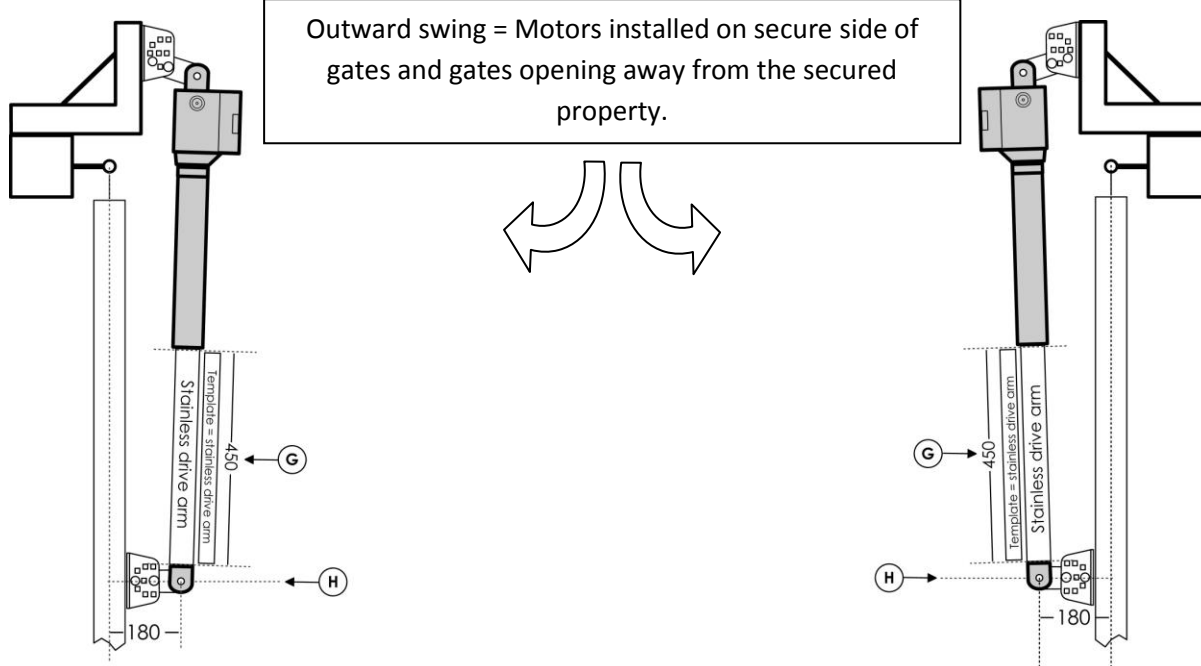 Outward swing = Motors installed on secure side of
gates and gates opening away from the secured
property.
Stainless drive arm
Template = stainless drive arm
450
G
H
180
G
450
Template = stainless drive arm
Stainless drive arm
H
180